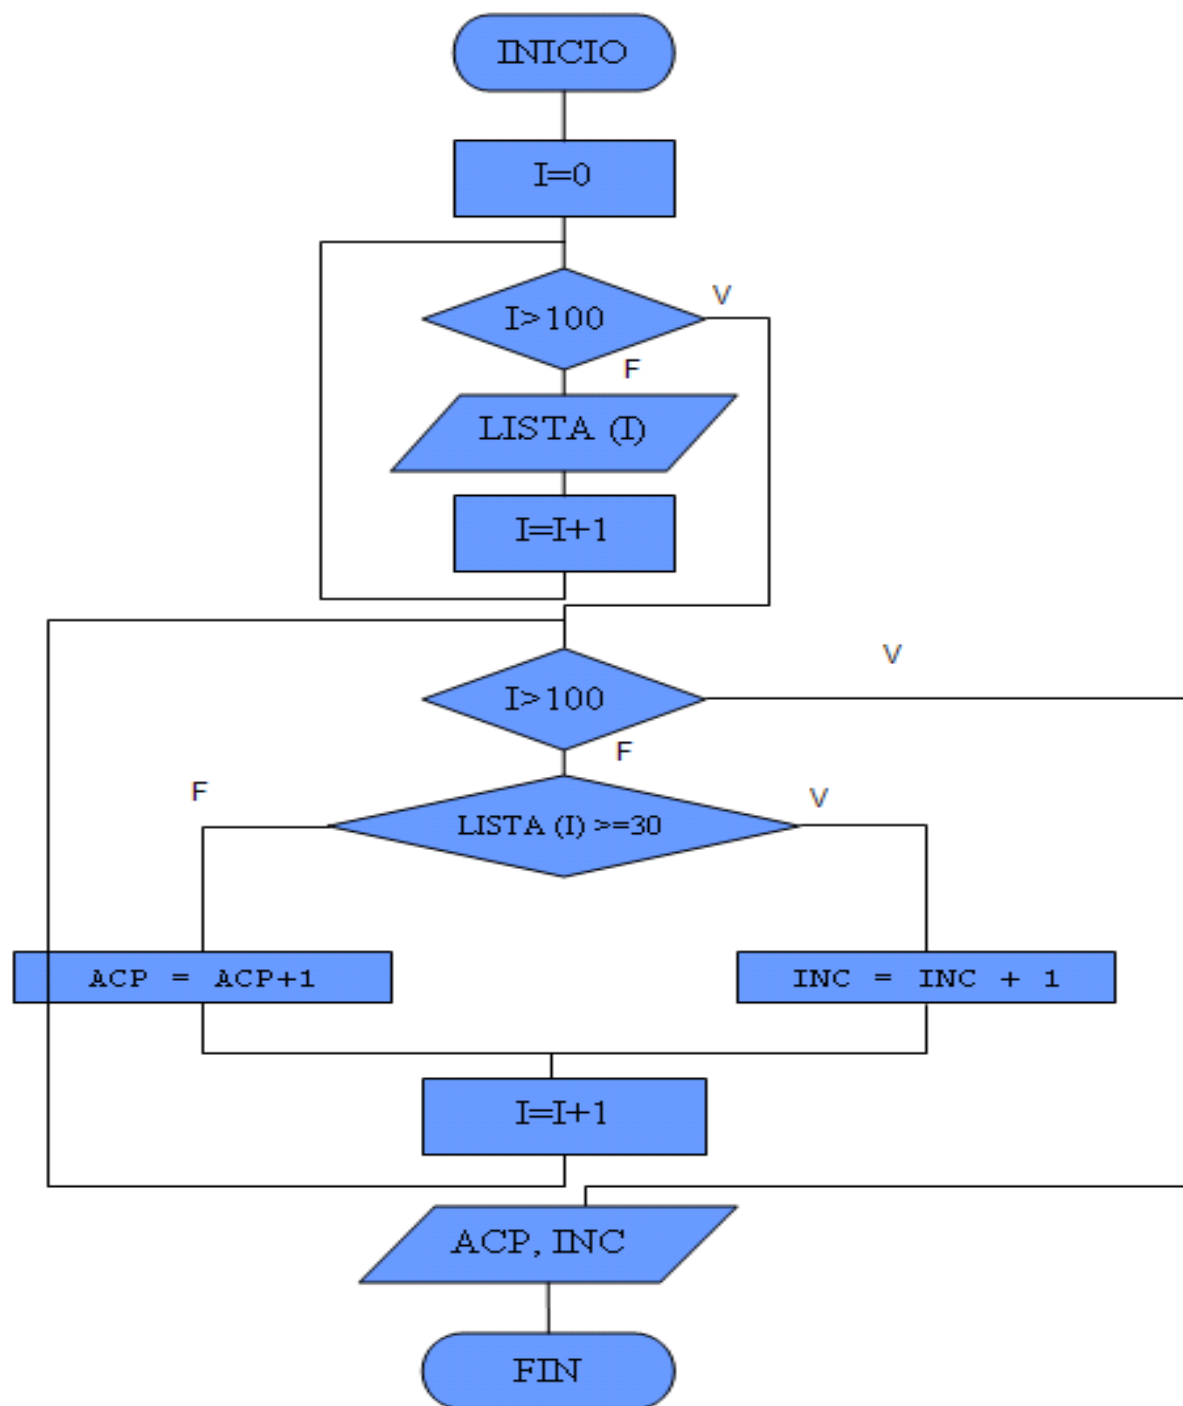 INICIO
I=0
I>100
V
F
LISTA (I)
I=I+1
V
I>100
F
F
V
LISTA (I) >=30
ACP = ACP+1
INC = INC + 1
I=I+1
ACP, INC
FIN